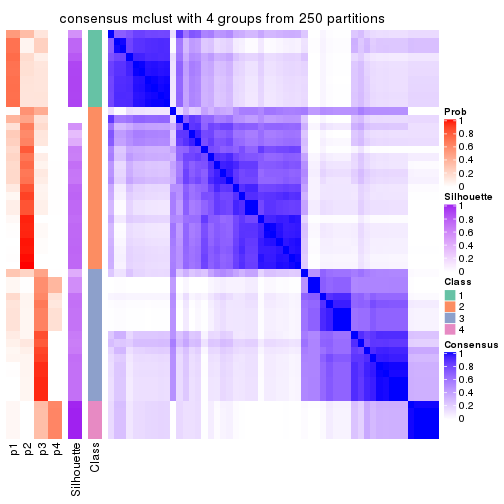 consensus mclust with 4 groups from 250 partitions
Prob
1
0.8
0.6
0.4
0.2
0
Silhouette
1
0.8
0.6
0.4
0.2
0
Class
1
2
3
4
Consensus
1
0.8
0.6
0.4
0.2
0
p1
p2
p3
p4
Silhouette
Class